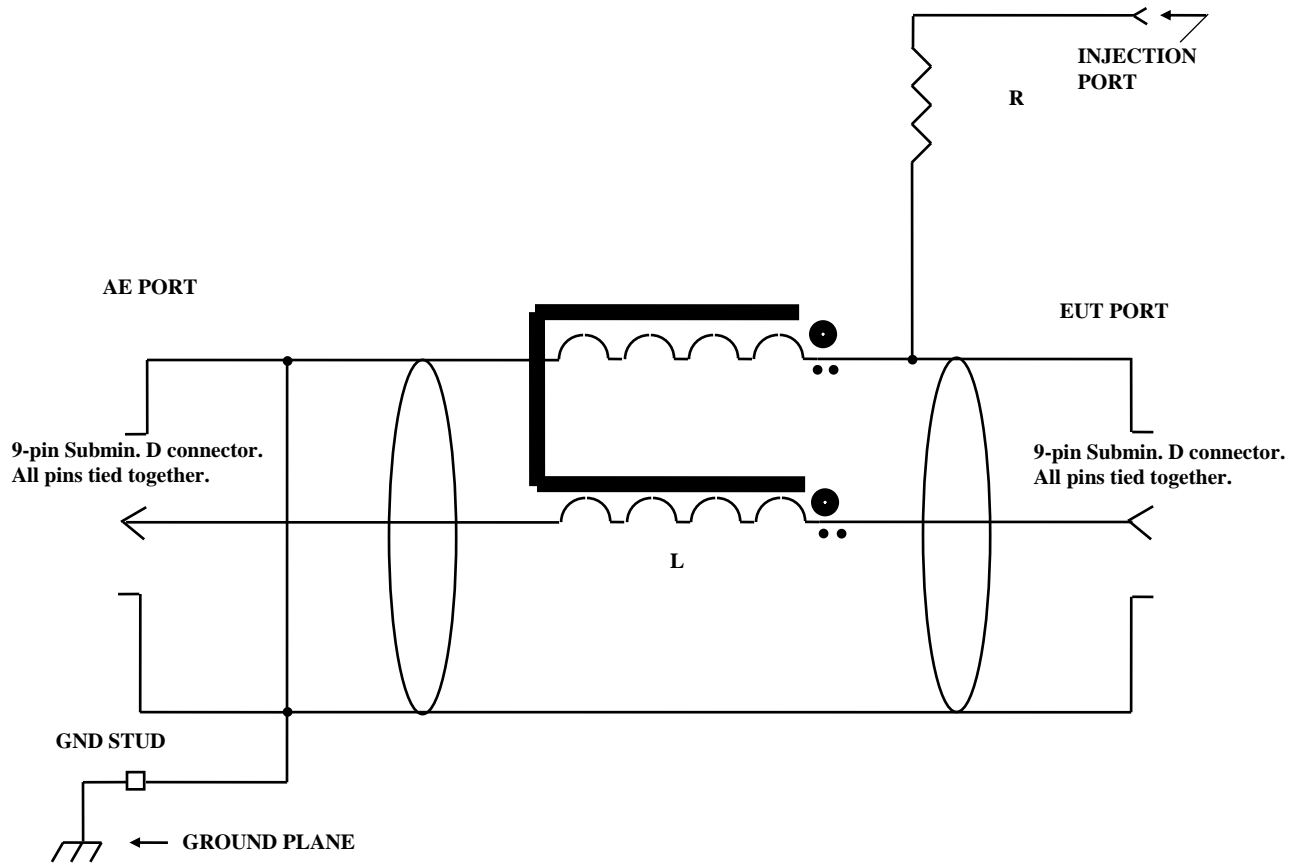 INJECTION
PORT
R
AE PORT
EUT PORT
9-pin Submin. D connector.
All pins tied together.
9-pin Submin. D connector.
All pins tied together.
L
GND STUD
GROUND PLANE